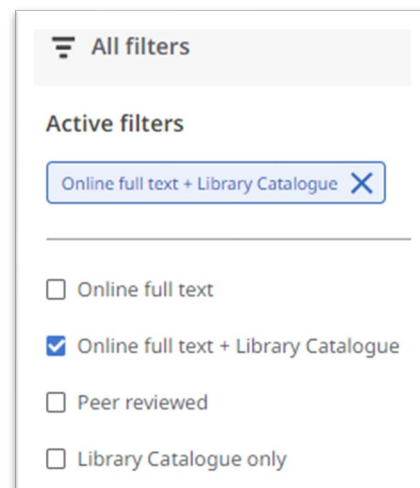 All filters
Active filters
Online full text + Library Catalogue
Online full text
Online full text + Library Catalogue
Peer reviewed
Library Catalogue only